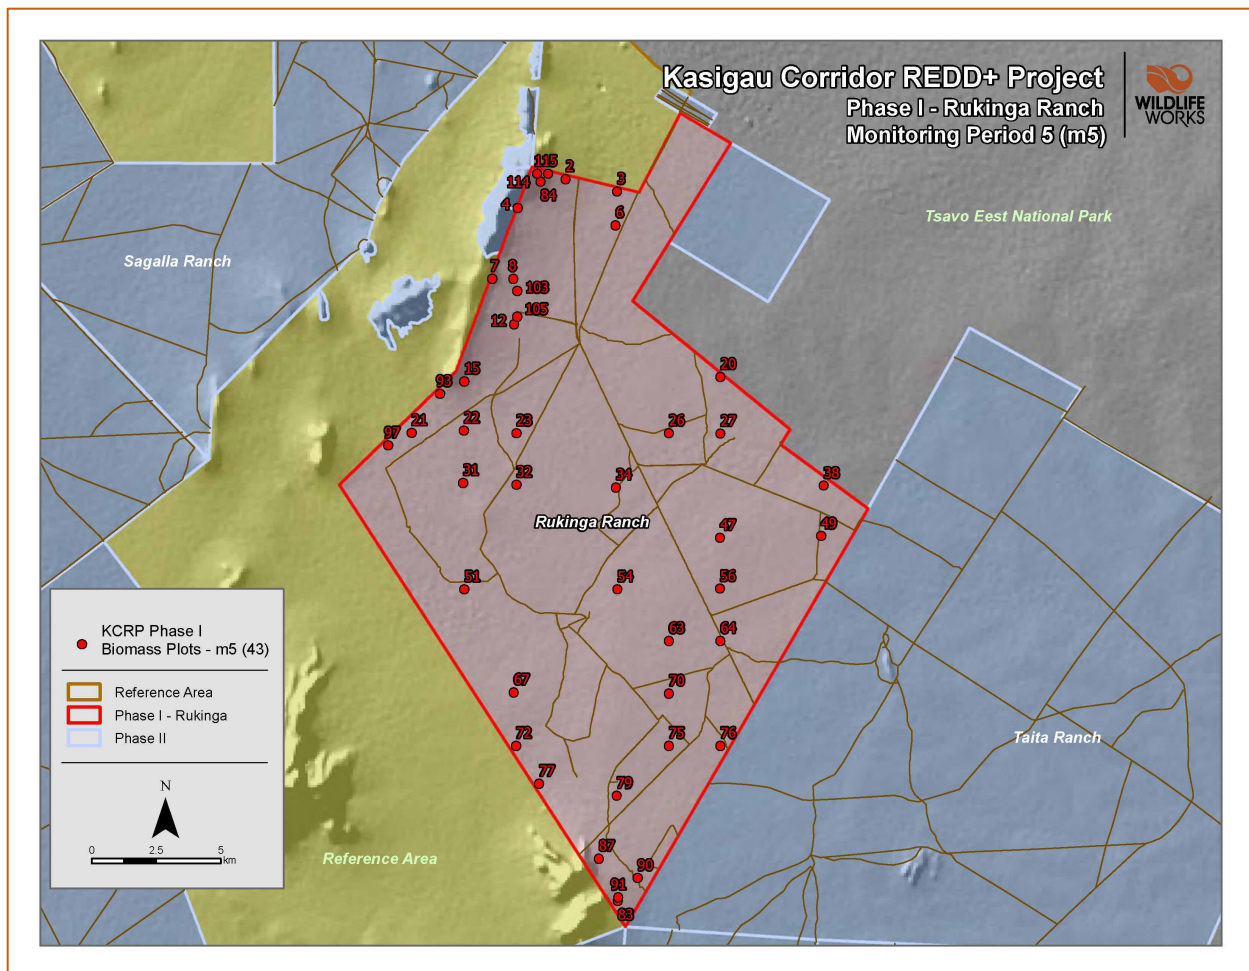 Kasigau Corridor REDD+ Project
Phase I - Rukinga Ranch
Monitoring Period 5 (m5)
WILDLIFE
WORKS
115
2
3
114
84
4
6
Tsavo Eest National Park
Sagalla Ranch
7
8
103
105
12
20
15
93
21
22
23
26
27
97
31
32
34
38
Rukinga Ranch
47
49
51
54
56
63
64
67
70
72
75
76
Taita Ranch
77
79
87
90
91
83
Reference Area
KCRP Phase I
Biomass Plots - m5 (43)
Reference Area
Phase I - Rukinga
Phase II
N
0 2.5 5
km